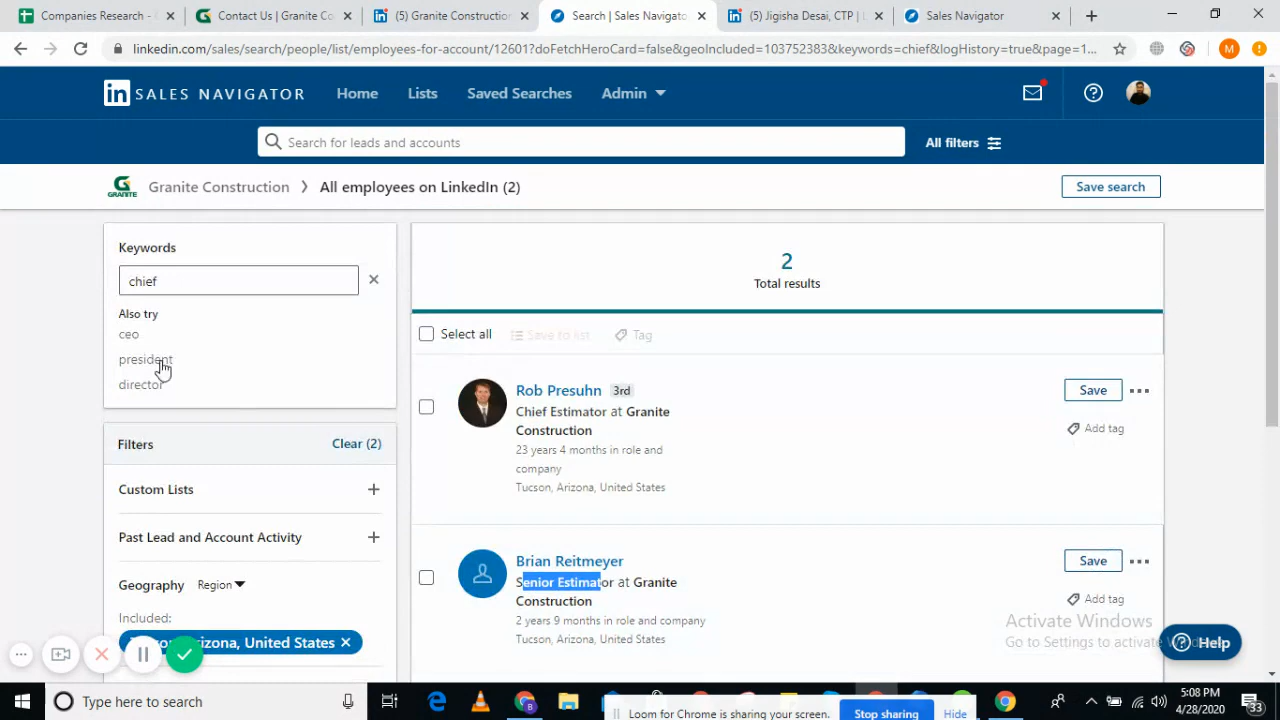 Companies Research -
Contact Us | Granite Co
(5) Granite Construction
Search | Sales Navigator
(5) Jigisha Desai, CTP | L
Sales Navigator
linkedin.com/sales/search/people/list/employees-for-account/12601?doFetchHeroCard=false&geoIncluded=103752383&keywords=chief&logHistory=true&page=1...
M
in SALES NAVIGATOR
Home
Lists
Saved Searches
Admin
Search for leads and accounts
All filters
GRANITE
Granite Construction > All employees on LinkedIn (2)
Save search
Keywords
chief
Also try
ceo
president
director
2
Total results
Select all
Save to list
Tag
Rob Presuhn 3rd
Chief Estimator at Granite
Construction
23 years 4 months in role and
company
Tucson, Arizona, United States
Save
Add tag
Filters
Clear (2)
Custom Lists
Past Lead and Account Activity
Geography Region
Included:
Arizona, United States
Brian Reitmeyer
Senior Estimator at Granite
Construction
2 years 9 months in role and company
Tucson, Arizona, United States
Save
Add tag
Activate Windows
Go to Settings to activate
Help
Type here to search
Loom for Chrome is sharing your screen.
Stop sharing
Hide
5:08 PM
4/28/2020
33